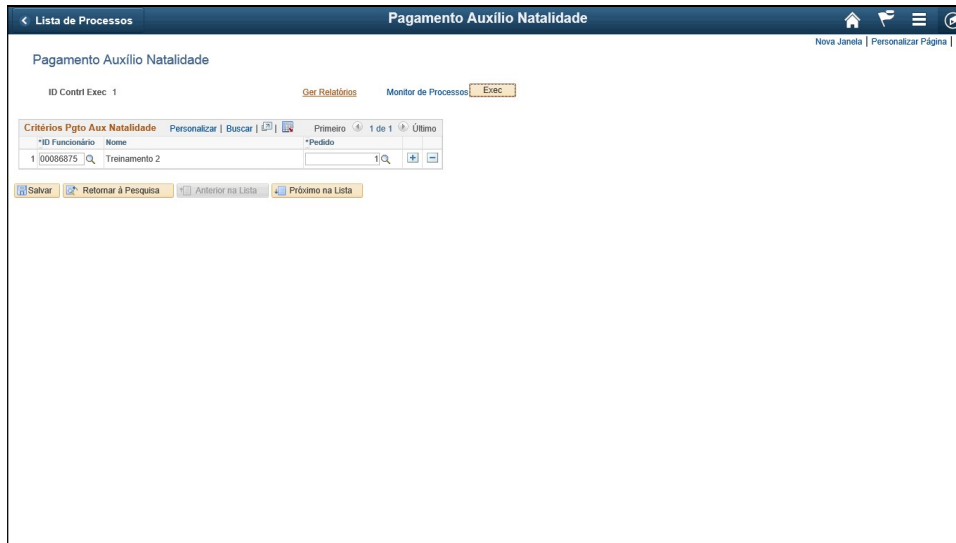 Lista de Processos
Pagamento Auxílio Natalidade
Nova Janela | Personalizar Página |
Pagamento Auxílio Natalidade
ID Contrl Exec 1 Ger Relatórios Monitor de Processos Exec
Critérios Pgto Aux Natalidade Personalizar | Buscar | | Primeiro 1 de 1 Último
*ID Funcionário Nome *Pedido
1 00086875 Treinamento 2 1
Salvar Retornar à Pesquisa Anterior na Lista Próximo na Lista